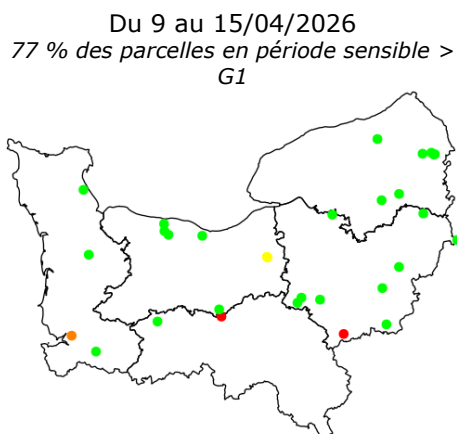 Du 9 au 15/04/2026
77 % des parcelles en période sensible >
G1